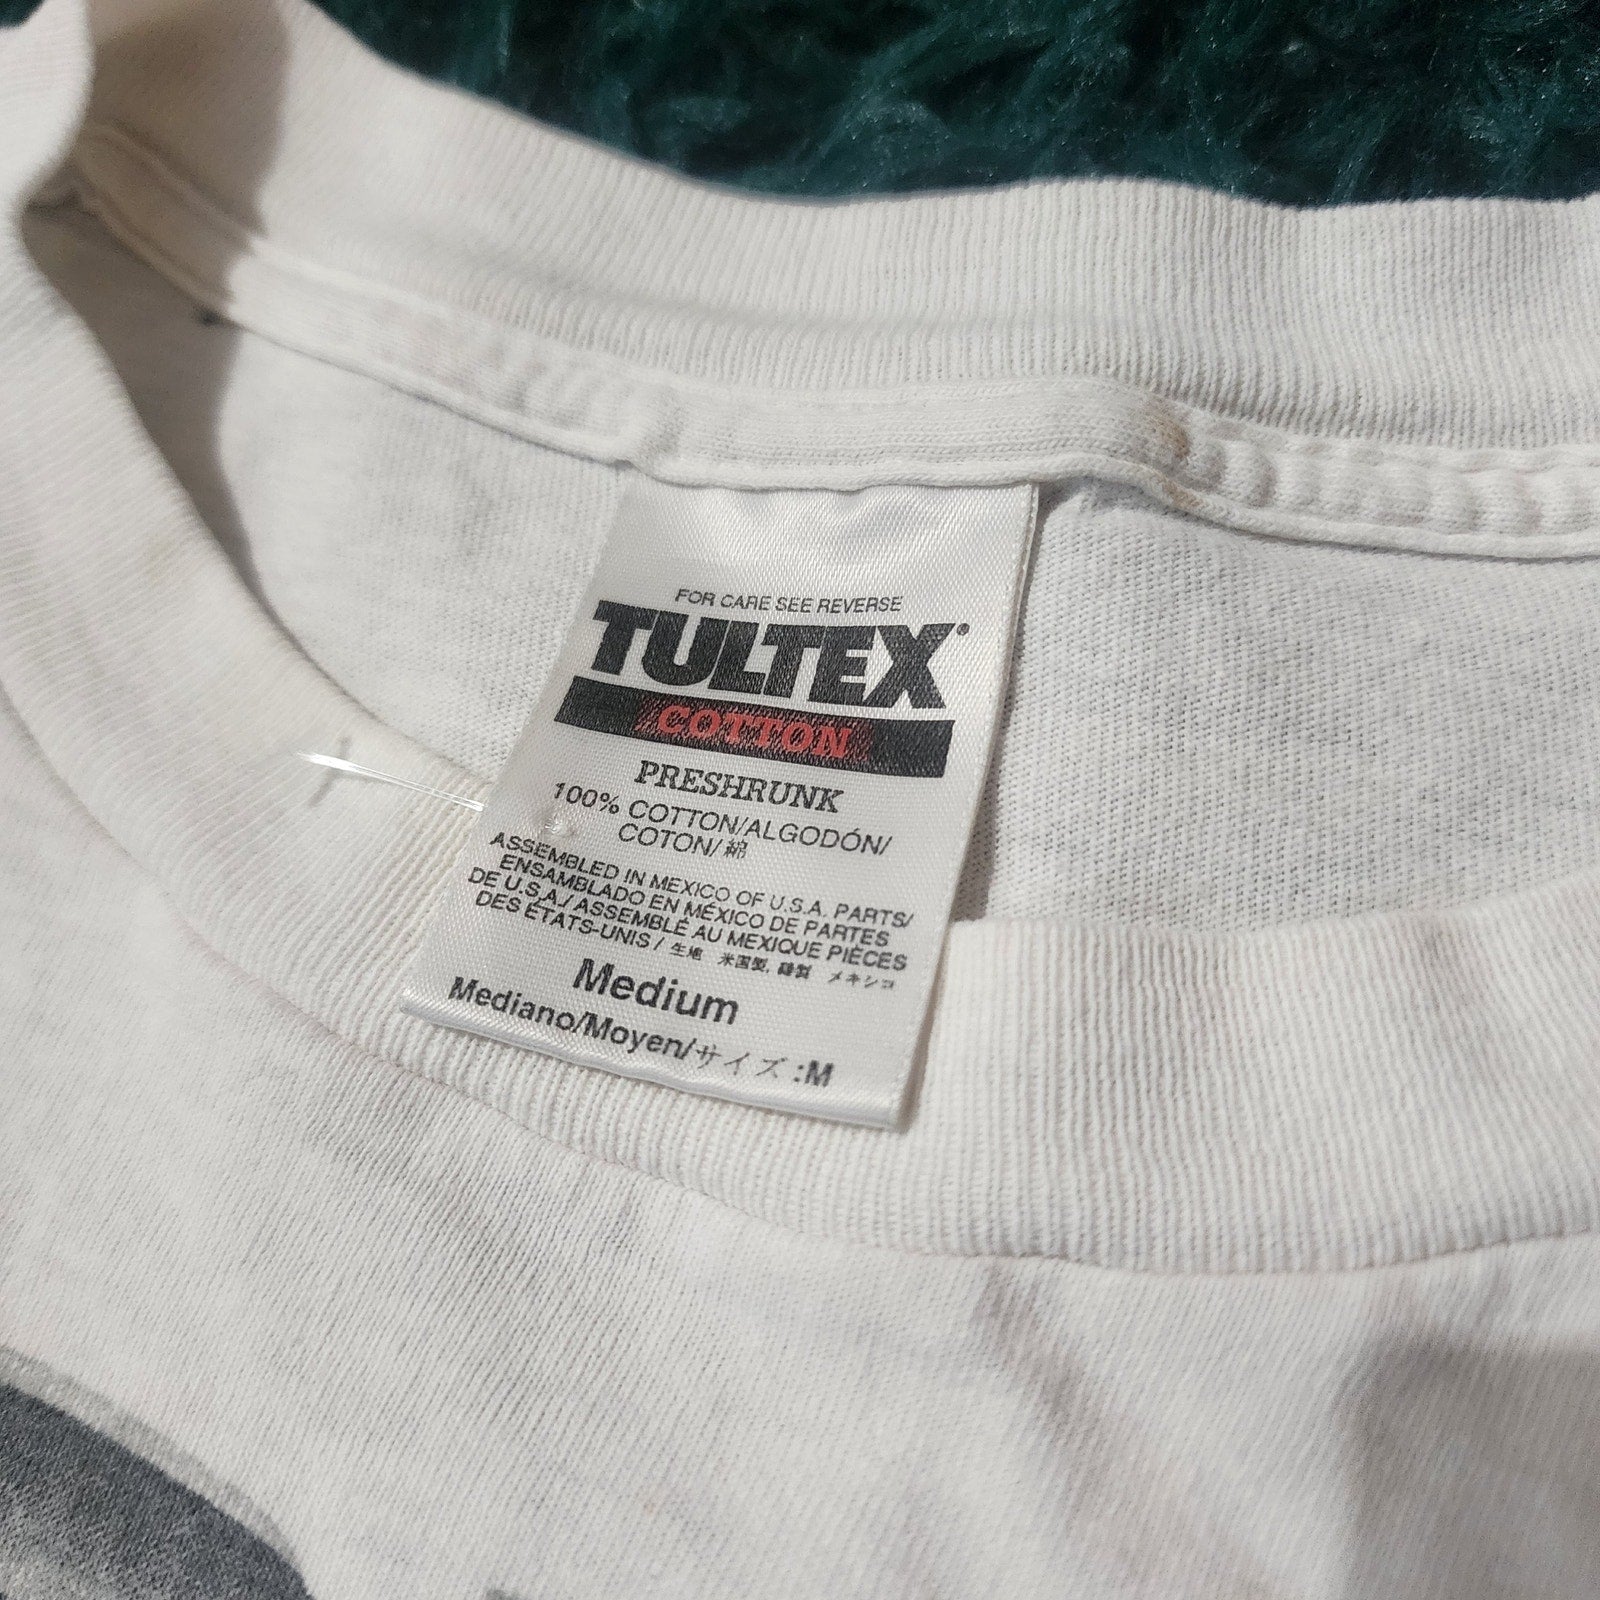 FOR CARE SEE REVERSE
TULTEX®
COTTON
PRESHRUNK
100% COTTON/ALGODÓN/
COTON/綿
ASSEMBLED IN MEXICO OF U.S.A. PARTS/
ENSAMBLADO EN MÉXICO DE PARTES
DE U.S.A./ASSEMBLÉ AU MEXIQUE PIÈCES
DES ÉTATS-UNIS / 生地 米国製, 縫製 メキシコ
Medium
Mediano/Moyen/サイズ :M